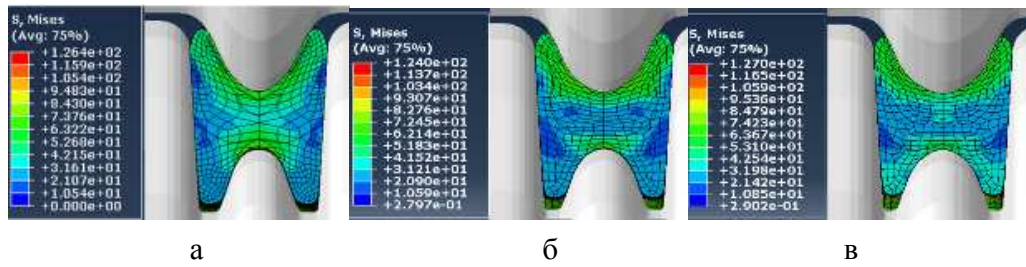 S, Mises
(Avg: 75%)
+1.264e+02
+1.159e+02
+1.054e+02
+9.483e+01
+8.430e+01
+7.376e+01
+6.322e+01
+5.268e+01
+4.215e+01
+3.161e+01
+2.107e+01
+1.054e+01
+0.000e+00
S, Mises
(Avg: 75%)
+1.240e+02
+1.137e+02
+1.034e+02
+9.307e+01
+8.276e+01
+7.245e+01
+6.214e+01
+5.183e+01
+4.152e+01
+3.121e+01
+2.090e+01
+1.059e+01
+2.797e-01
S, Mises
(Avg: 75%)
+1.270e+02
+1.165e+02
+1.059e+02
+9.536e+01
+8.479e+01
+7.423e+01
+6.367e+01
+5.310e+01
+4.254e+01
+3.198e+01
+2.142e+01
+1.085e+01
+2.902e-01
а
б
в